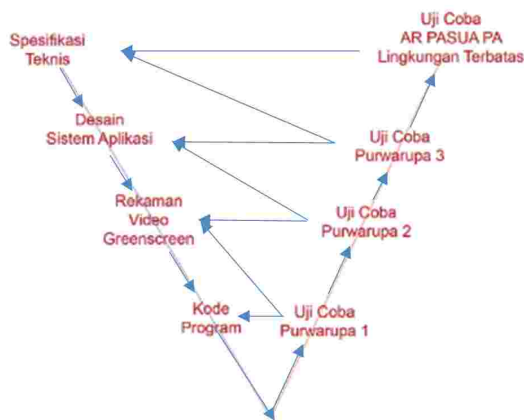 Spesifikasi
Teknis
Desain
Sistem Aplikasi
Rekaman
Video
Greenscreen
Kode
Program
Uji Coba
Purwarupa 1
Uji Coba
Purwarupa 2
Uji Coba
Purwarupa 3
Uji Coba
AR PASUA PA
Lingkungan Terbatas